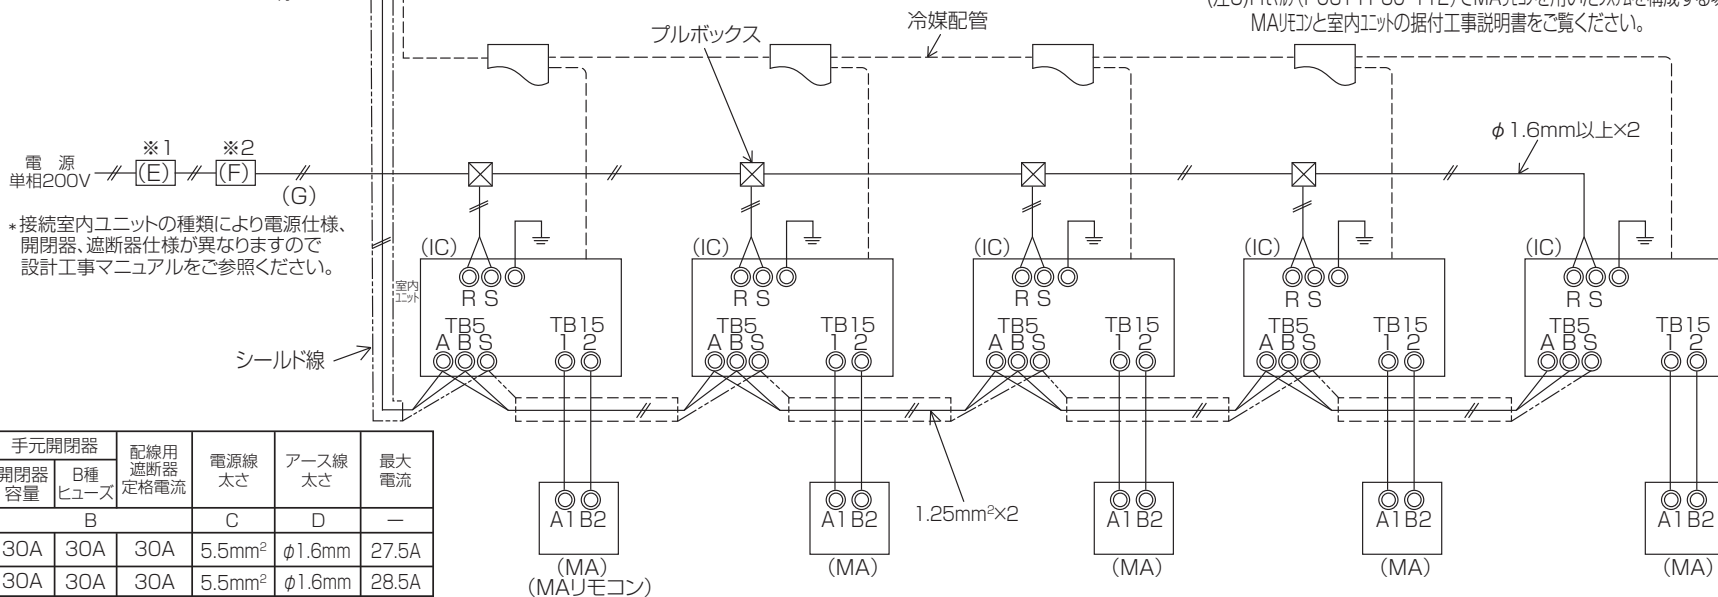 MAリモコンと室内ユニットの据付工事説明書をご覧ください。
冷媒配管
プルボックス
φ1.6mm以上×2
※1 ※2
電源
単相200V
(E) (F)
(G)
*接続室内ユニットの種類により電源仕様、
開閉器、遮断器仕様が異なりますので
設計工事マニュアルをご参照ください。
(IC) (IC) (IC) (IC) (IC)
室内
ユニット
R S R S R S R S R S
TB5 TB15 TB5 TB15 TB5 TB15 TB5 TB15 TB5 TB15
A B S 1 2 A B S 1 2 A B S 1 2 A B S 1 2 A B S 1 2
シールド線
1.25mm²×2
A1 B2 A1 B2 A1 B2 A1 B2 A1 B2
(MA) (MA) (MA) (MA) (MA)
(MAリモコン)
手元開閉器 配線用遮断器定格電流 電源線太さ アース線太さ 最大電流
開閉器容量 B種ヒューズ
B C D —
30A 30A 30A 5.5mm² φ1.6mm 27.5A
30A 30A 30A 5.5mm² φ1.6mm 28.5A